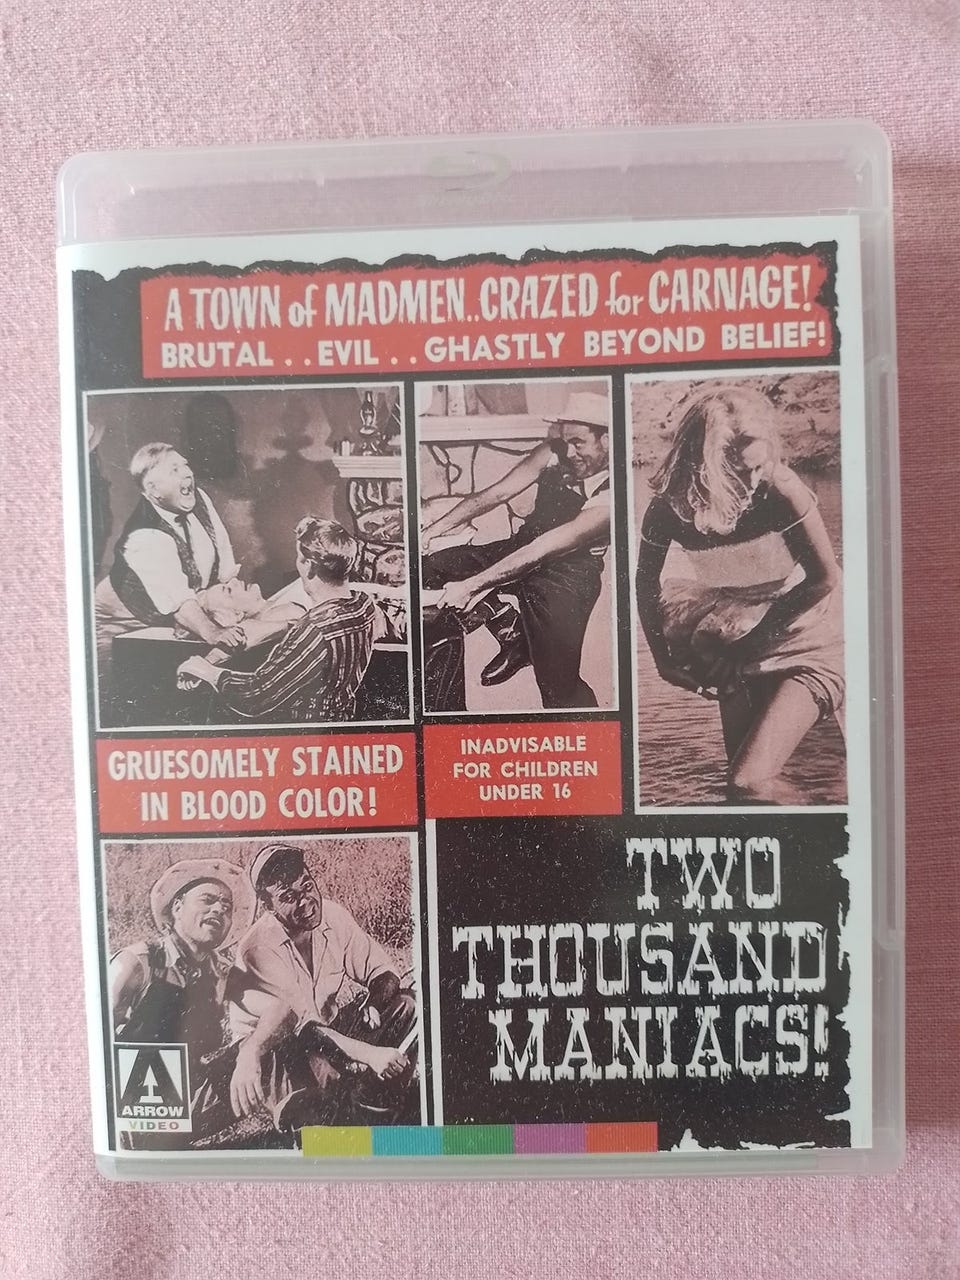 A TOWN of MADMEN..CRAZED for CARNAGE!
BRUTAL . . EVIL . . GHASTLY BEYOND BELIEF!
GRUESOMELY STAINED
IN BLOOD COLOR!
INADVISABLE
FOR CHILDREN
UNDER 16
TWO
THOUSAND
MANIACS!
A
ARROW
VIDEO